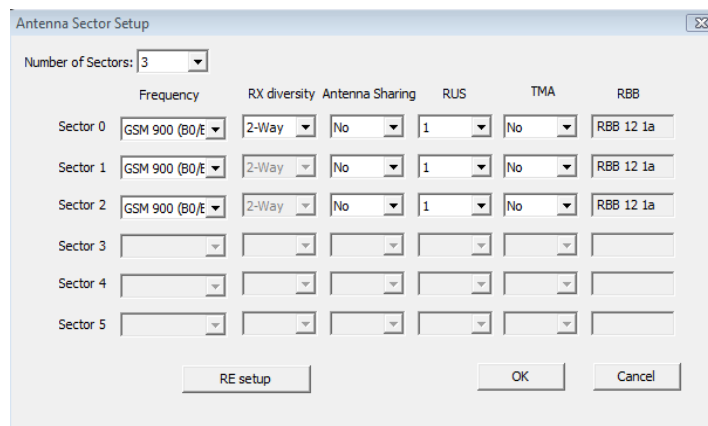 Antenna Sector Setup
Number of Sectors: 3
Frequency RX diversity Antenna Sharing RUS TMA RBB
Sector 0 GSM 900 (B0/E 2-Way No 1 No RBB 12 1a
Sector 1 GSM 900 (B0/E 2-Way No 1 No RBB 12 1a
Sector 2 GSM 900 (B0/E 2-Way No 1 No RBB 12 1a
Sector 3
Sector 4
Sector 5
RE setup OK Cancel